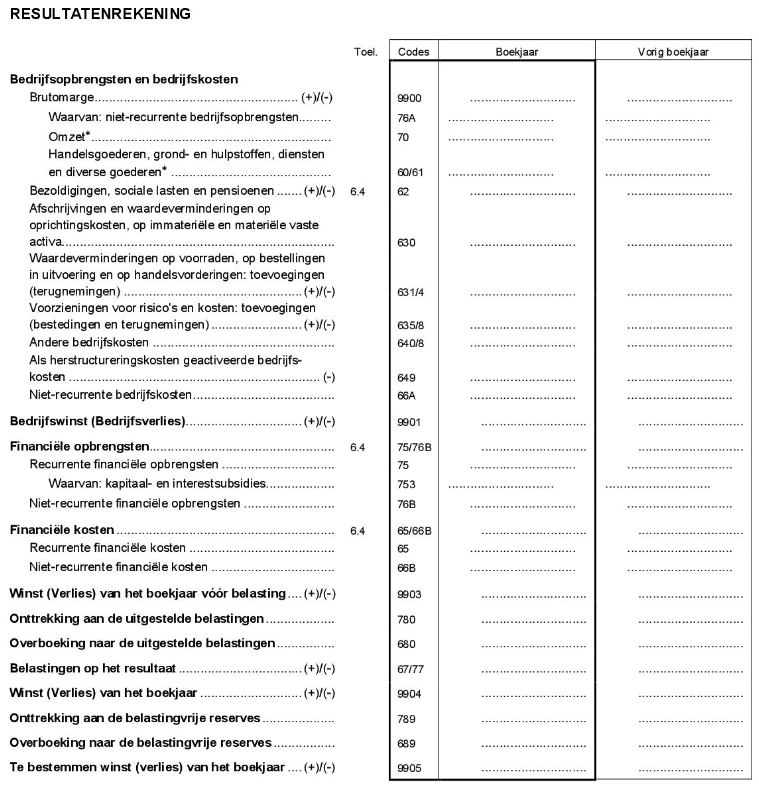 RESULTATENREKENING
Toel. Codes Boekjaar Vorig boekjaar
Bedrijfsopbrengsten en bedrijfskosten
Brutomarge (+)/(-) 9900
Waarvan: niet-recurrente bedrijfsopbrengsten 76A
Omzet* 70
Handelsgoederen, grond- en hulpstoffen, diensten
en diverse goederen* 60/61
Bezoldigingen, sociale lasten en pensioenen (+)/(-) 6.4 62
Afschrijvingen en waardeverminderingen op
oprichtingskosten, op immateriële en materiële vaste
activa 630
Waardeverminderingen op voorraden, op bestellingen
in uitvoering en op handelsvorderingen: toevoegingen
(terugnemingen) (+)/(-) 631/4
Voorzieningen voor risico's en kosten: toevoegingen
(bestedingen en terugnemingen) (+)/(-) 635/8
Andere bedrijfskosten 640/8
Als herstructureringskosten geactiveerde bedrijfs-
kosten (-) 649
Niet-recurrente bedrijfskosten 66A
Bedrijfswinst (Bedrijfsverlies) (+)/(-) 9901
Financiële opbrengsten 6.4 75/76B
Recurrente financiële opbrengsten 75
Waarvan: kapitaal- en interestsubsidies 753
Niet-recurrente financiële opbrengsten 76B
Financiële kosten 6.4 65/66B
Recurrente financiële kosten 65
Niet-recurrente financiële kosten 66B
Winst (Verlies) van het boekjaar vóór belasting (+)/(-) 9903
Onttrekking aan de uitgestelde belastingen 780
Overboeking naar de uitgestelde belastingen 680
Belastingen op het resultaat (+)/(-) 67/77
Winst (Verlies) van het boekjaar (+)/(-) 9904
Onttrekking aan de belastingvrije reserves 789
Overboeking naar de belastingvrije reserves 689
Te bestemmen winst (verlies) van het boekjaar (+)/(-) 9905